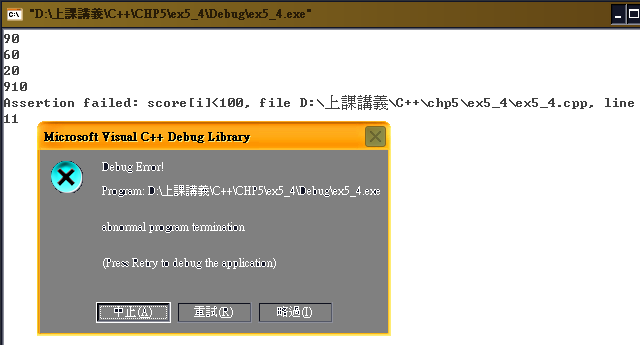 "D:\上課講義\C++\CHP5\ex5_4\Debug\ex5_4.exe"
90
60
20
910
Assertion failed: score[i]<100, file D:\上課講義\C++\chp5\ex5_4\ex5_4.cpp, line
11
Microsoft Visual C++ Debug Library
Debug Error!
Program: D:\上課講義\C++\CHP5\ex5_4\Debug\ex5_4.exe
abnormal program termination
(Press Retry to debug the application)
中止(A) 重試(R) 略過(I)